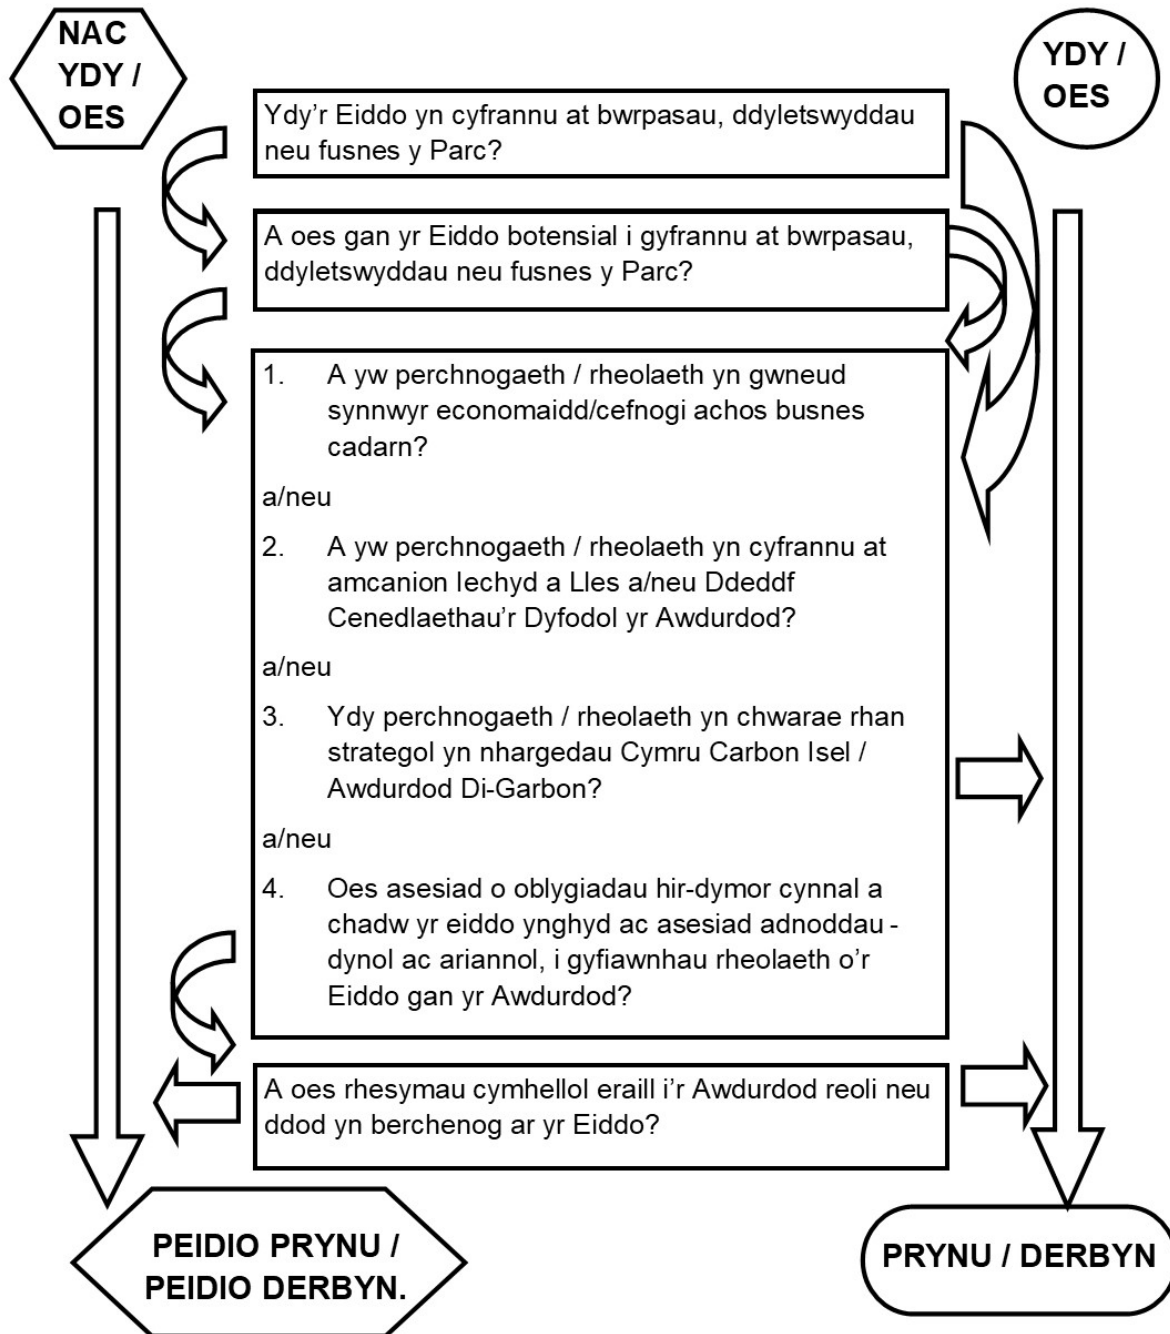 NAC
YDY /
OES
YDY /
OES
Ydy'r Eiddo yn cyfrannu at bwrpasau, ddyletswyddau
neu fusnes y Parc?
A oes gan yr Eiddo botensial i gyfrannu at bwrpasau,
ddyletswyddau neu fusnes y Parc?
1. A yw perchnogaeth / rheolaeth yn gwneud
synnwyr economaidd/cefnogi achos busnes
cadarn?
a/neu
2. A yw perchnogaeth / rheolaeth yn cyfrannu at
amcanion Iechyd a Lles a/neu Ddeddf
Cenedlaethau'r Dyfodol yr Awdurdod?
a/neu
3. Ydy perchnogaeth / rheolaeth yn chwarae rhan
strategol yn nhargedau Cymru Carbon Isel /
Awdurdod Di-Garbon?
a/neu
4. Oes asesiad o oblygiadau hir-dymor cynnal a
chadw yr eiddo ynghyd ac asesiad adnoddau -
dynol ac ariannol, i gyfiawnhau rheolaeth o'r
Eiddo gan yr Awdurdod?
A oes rhesymau cymhellol eraill i'r Awdurdod reoli neu
ddod yn berchenog ar yr Eiddo?
PEIDIO PRYNU /
PEIDIO DERBYN.
PRYNU / DERBYN